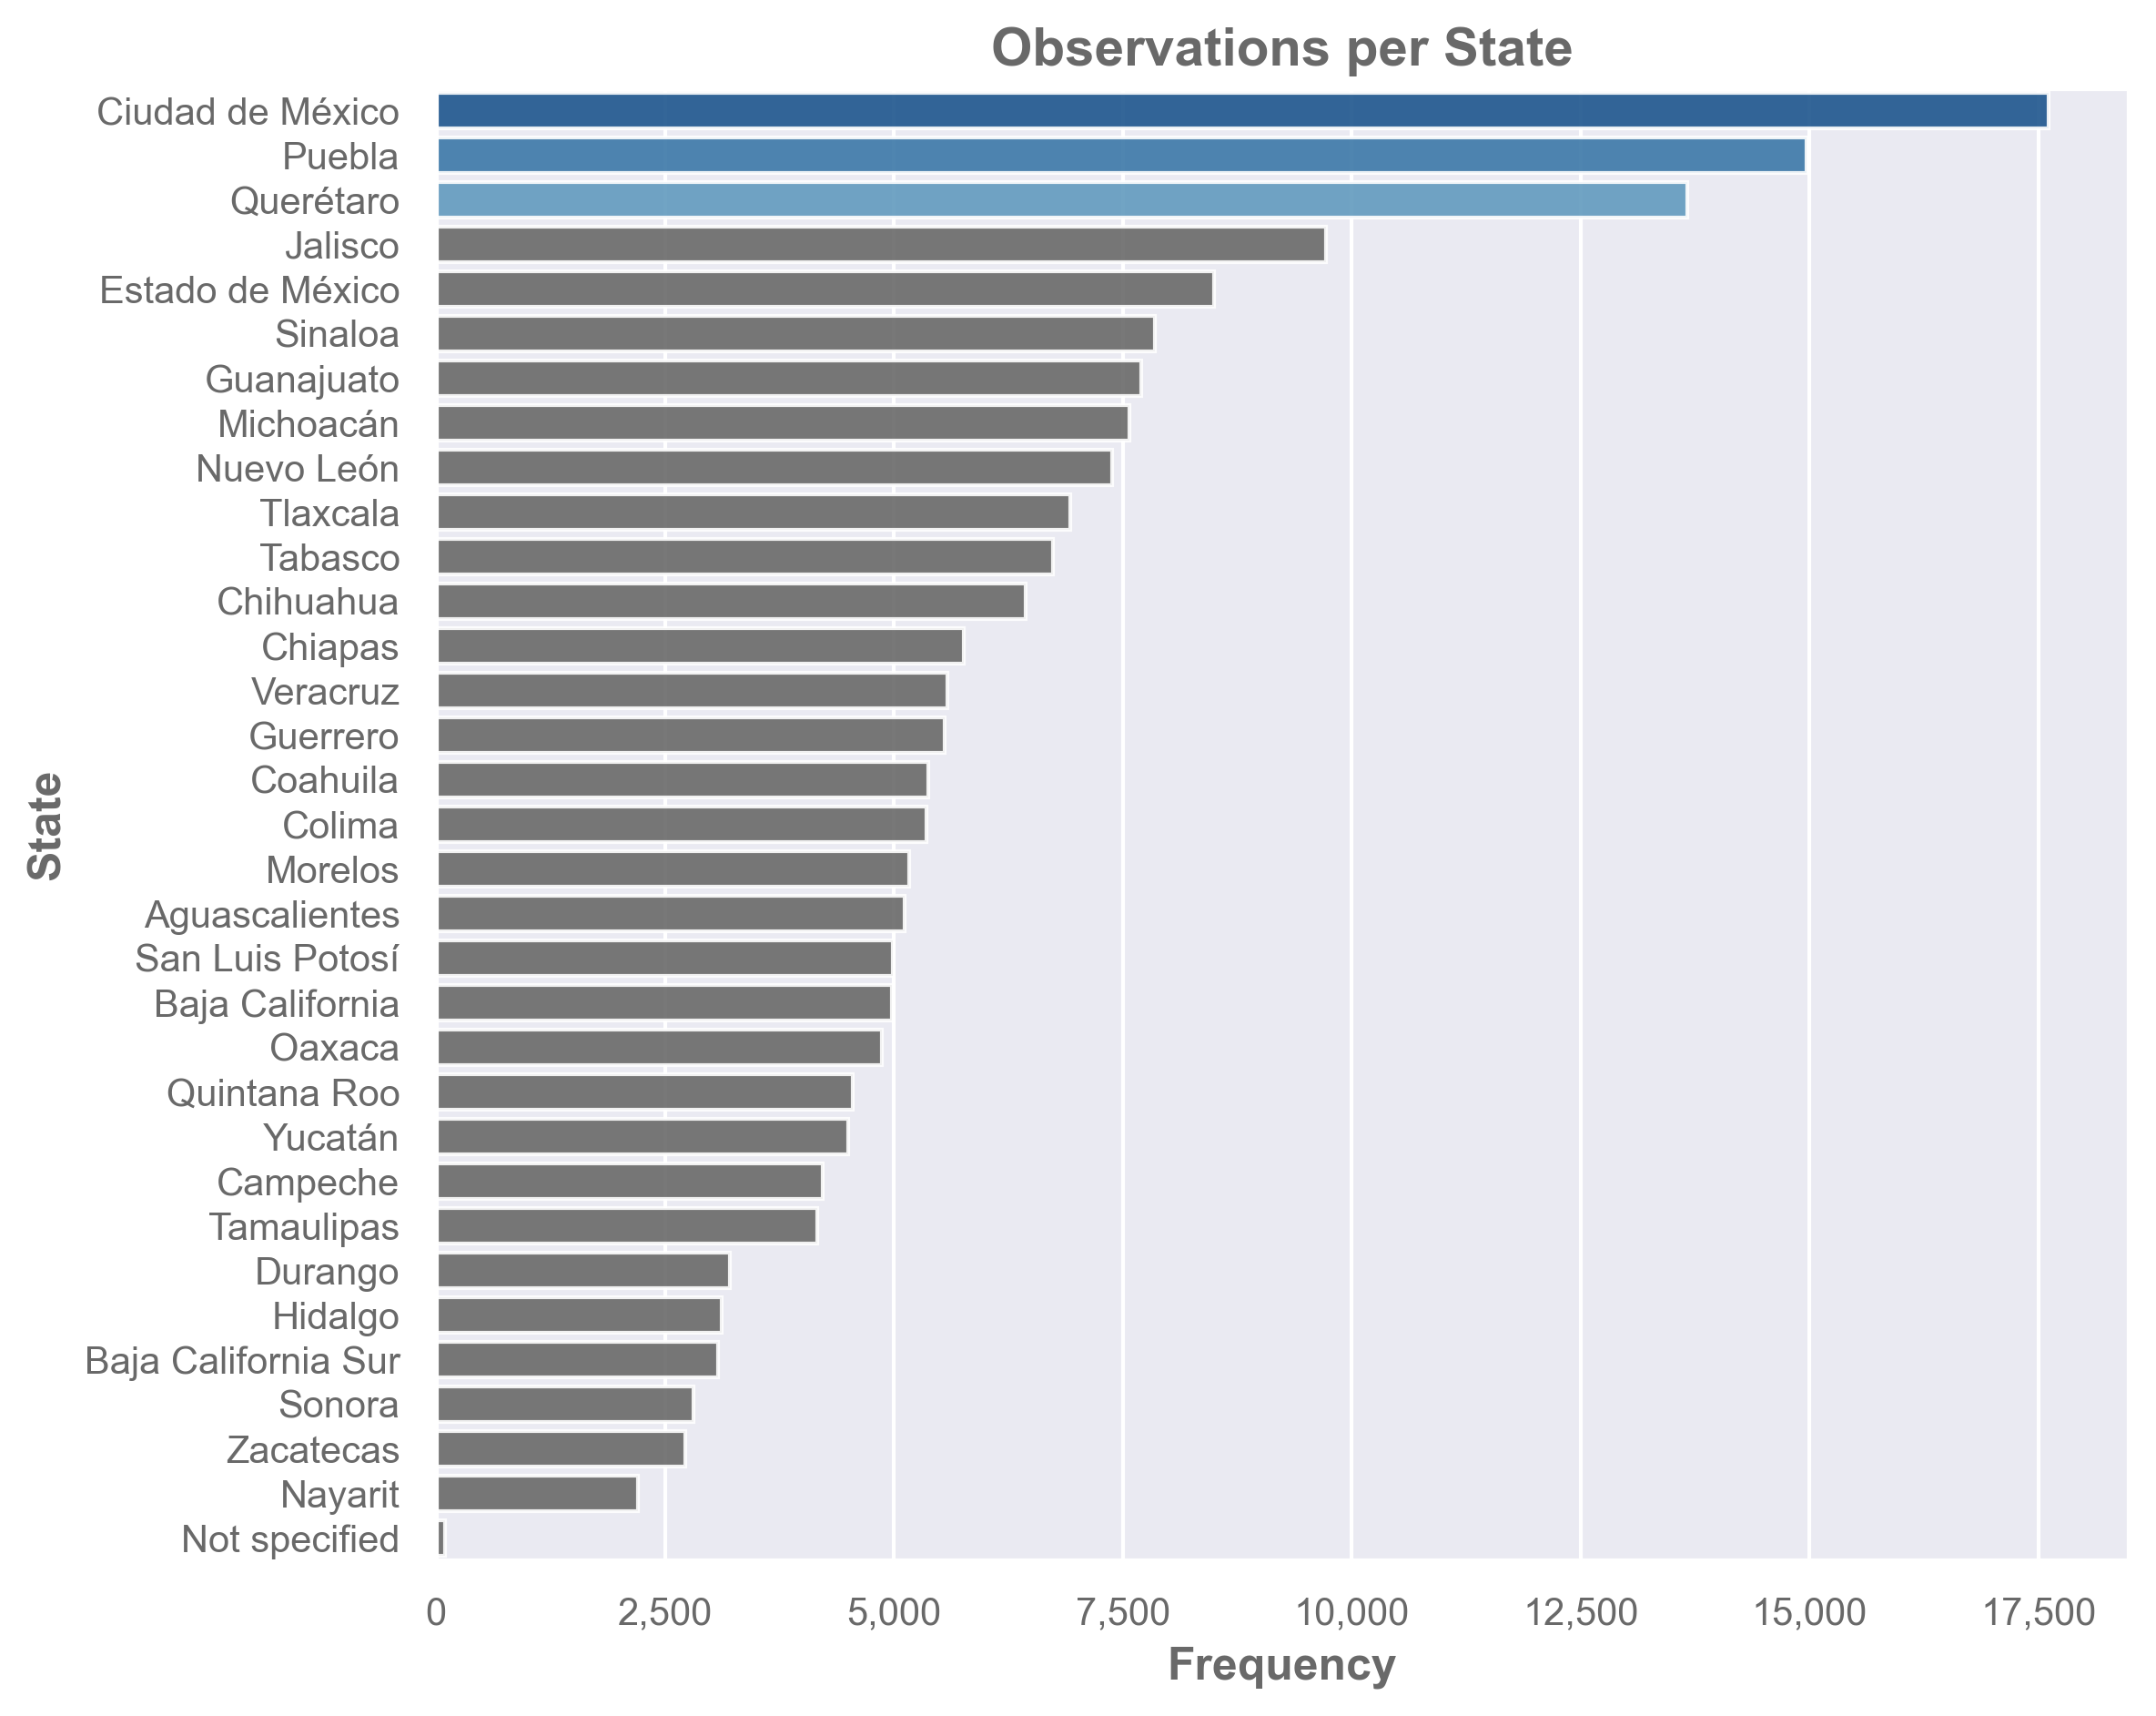 Observations per State
Ciudad de México
Puebla
Querétaro
Jalisco
Estado de México
Sinaloa
Guanajuato
Michoacán
Nuevo León
Tlaxcala
Tabasco
Chihuahua
Chiapas
Veracruz
Guerrero
Coahuila
Colima
Morelos
Aguascalientes
San Luis Potosí
Baja California
Oaxaca
Quintana Roo
Yucatán
Campeche
Tamaulipas
Durango
Hidalgo
Baja California Sur
Sonora
Zacatecas
Nayarit
Not specified
State
0 2,500 5,000 7,500 10,000 12,500 15,000 17,500
Frequency